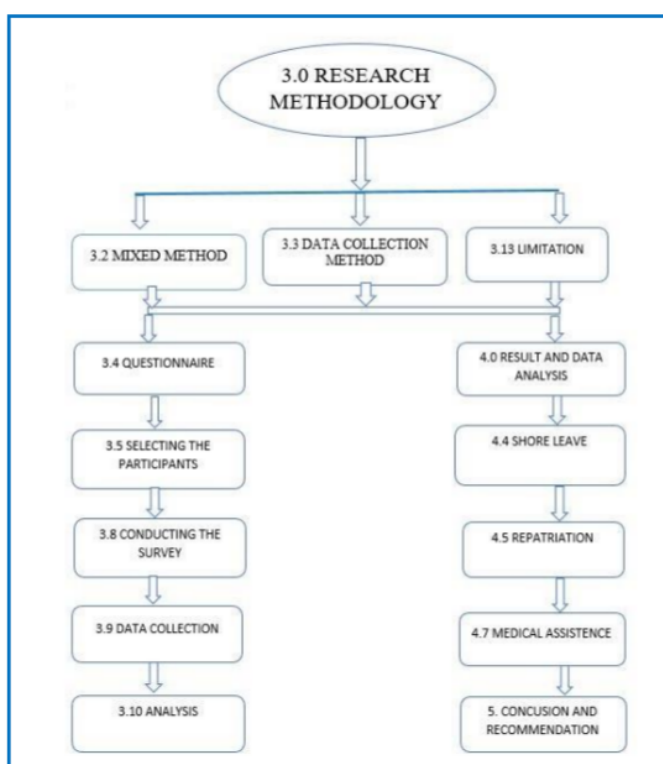 3.0 RESEARCH
METHODOLOGY
3.2 MIXED METHOD
3.3 DATA COLLECTION
METHOD
3.13 LIMITATION
3.4 QUESTIONNAIRE
4.0 RESULT AND DATA
ANALYSIS
3.5 SELECTING THE
PARTICIPANTS
4.4 SHORE LEAVE
3.8 CONDUCTING THE
SURVEY
4.5 REPATRIATION
3.9 DATA COLLECTION
4.7 MEDICAL ASSISTENCE
3.10 ANALYSIS
5. CONCUSION AND
RECOMMENDATION